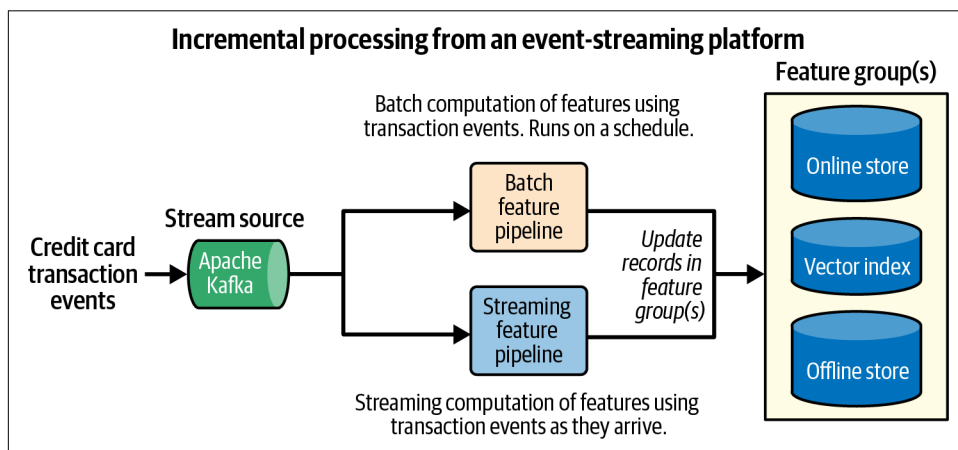 Incremental processing from an event-streaming platform
Feature group(s)
Batch computation of features using
transaction events. Runs on a schedule.
Online store
Batch
feature
pipeline
Stream source
Credit card
transaction
events
Apache
Kafka
Update
records in
feature
group(s)
Vector index
Streaming
feature
pipeline
Offline store
Streaming computation of features using
transaction events as they arrive.